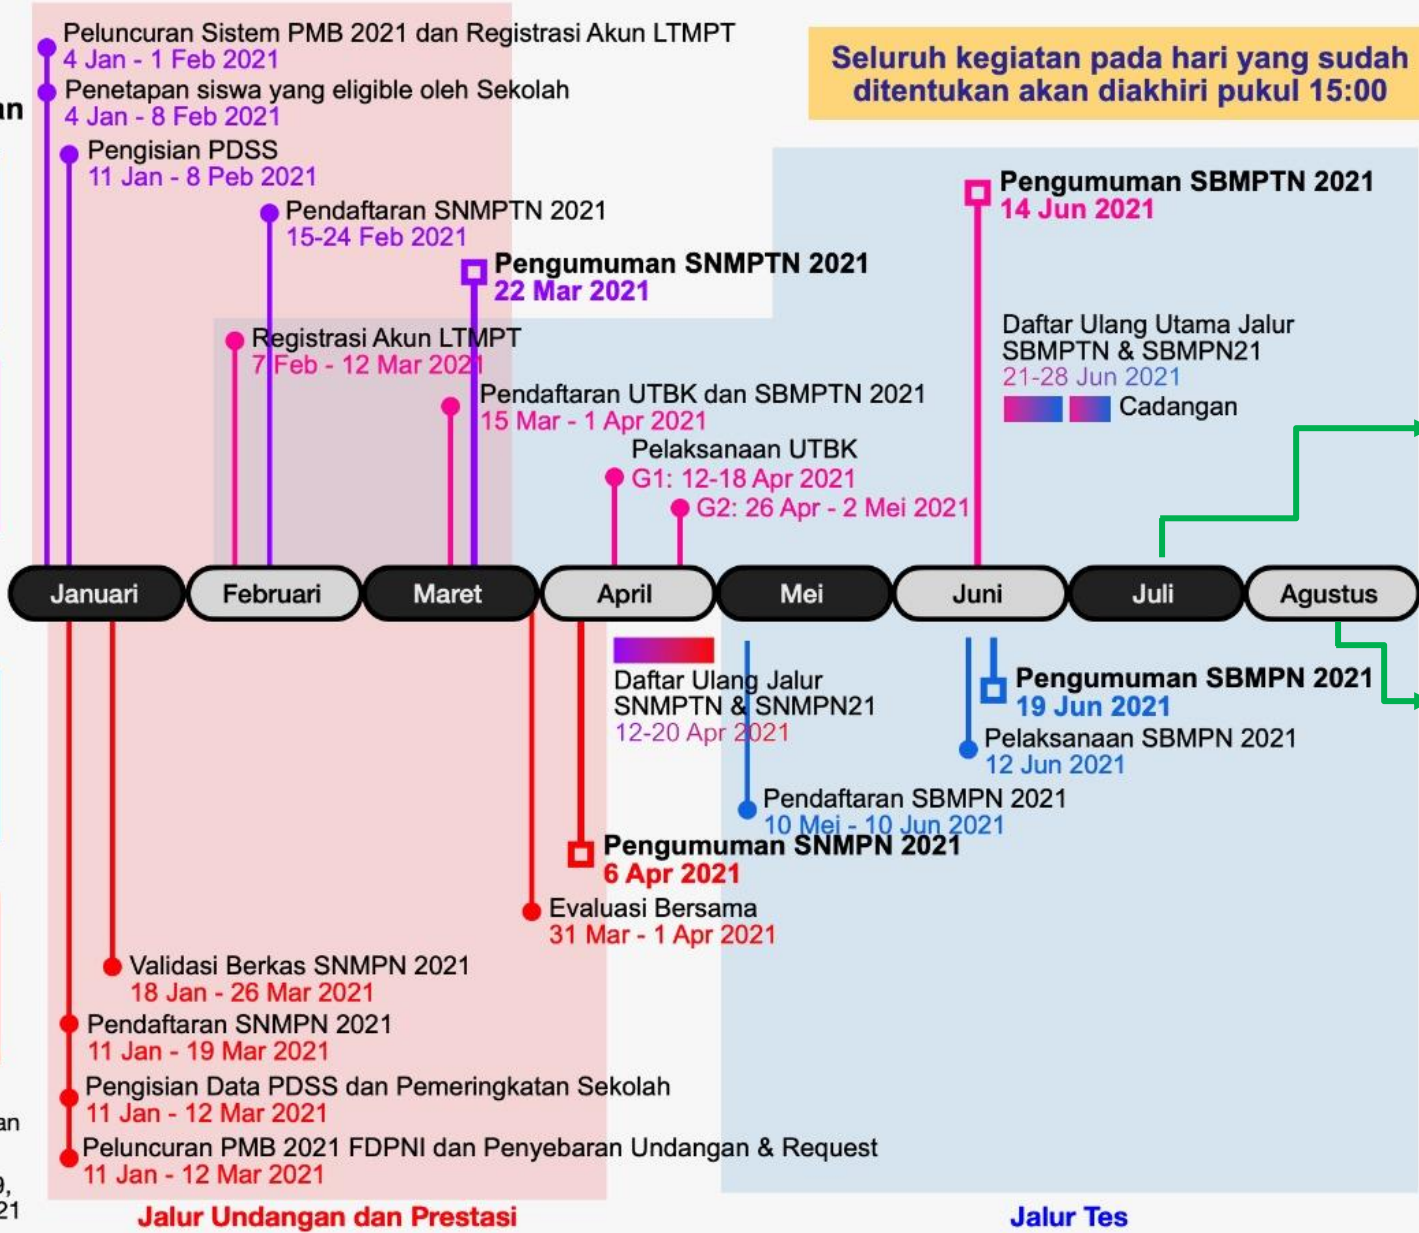 Peluncuran Sistem PMB 2021 dan Registrasi Akun LTMPT
4 Jan - 1 Feb 2021
Penetapan siswa yang eligible oleh Sekolah
4 Jan - 8 Feb 2021
Pengisian PDSS
11 Jan - 8 Peb 2021
Pendaftaran SNMPTN 2021
15-24 Feb 2021
Pengumuman SNMPTN 2021
22 Mar 2021
Seluruh kegiatan pada hari yang sudah
ditentukan akan diakhiri pukul 15:00
Pengumuman SBMPTN 2021
14 Jun 2021
Registrasi Akun LTMPT
7 Feb - 12 Mar 2021
Pendaftaran UTBK dan SBMPTN 2021
15 Mar - 1 Apr 2021
Pelaksanaan UTBK
G1: 12-18 Apr 2021
G2: 26 Apr - 2 Mei 2021
Daftar Ulang Utama Jalur
SBMPTN & SBMPN21
21-28 Jun 2021
Cadangan
Januari
Februari
Maret
April
Mei
Juni
Juli
Agustus
Daftar Ulang Jalur
SNMPTN & SNMPN21
12-20 Apr 2021
Pengumuman SBMPN 2021
19 Jun 2021
Pelaksanaan SBMPN 2021
12 Jun 2021
Pendaftaran SBMPN 2021
10 Mei - 10 Jun 2021
Pengumuman SNMPN 2021
6 Apr 2021
Evaluasi Bersama
31 Mar - 1 Apr 2021
Validasi Berkas SNMPN 2021
18 Jan - 26 Mar 2021
Pendaftaran SNMPN 2021
11 Jan - 19 Mar 2021
Pengisian Data PDSS dan Pemeringkatan Sekolah
11 Jan - 12 Mar 2021
Peluncuran PMB 2021 FDPNI dan Penyebaran Undangan & Request
11 Jan - 12 Mar 2021
Jalur Undangan dan Prestasi
Jalur Tes